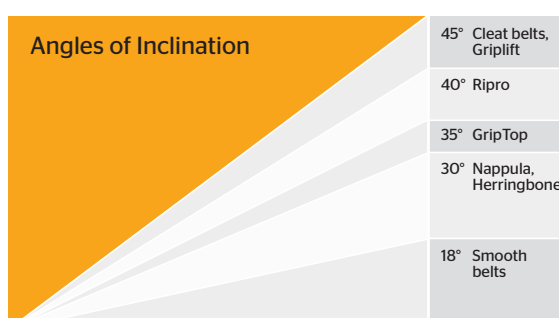 Angles of Inclination
45° Cleat belts,
Griplift
40° Ripro
35° GripTop
30° Nappula,
Herringbone
18° Smooth
belts